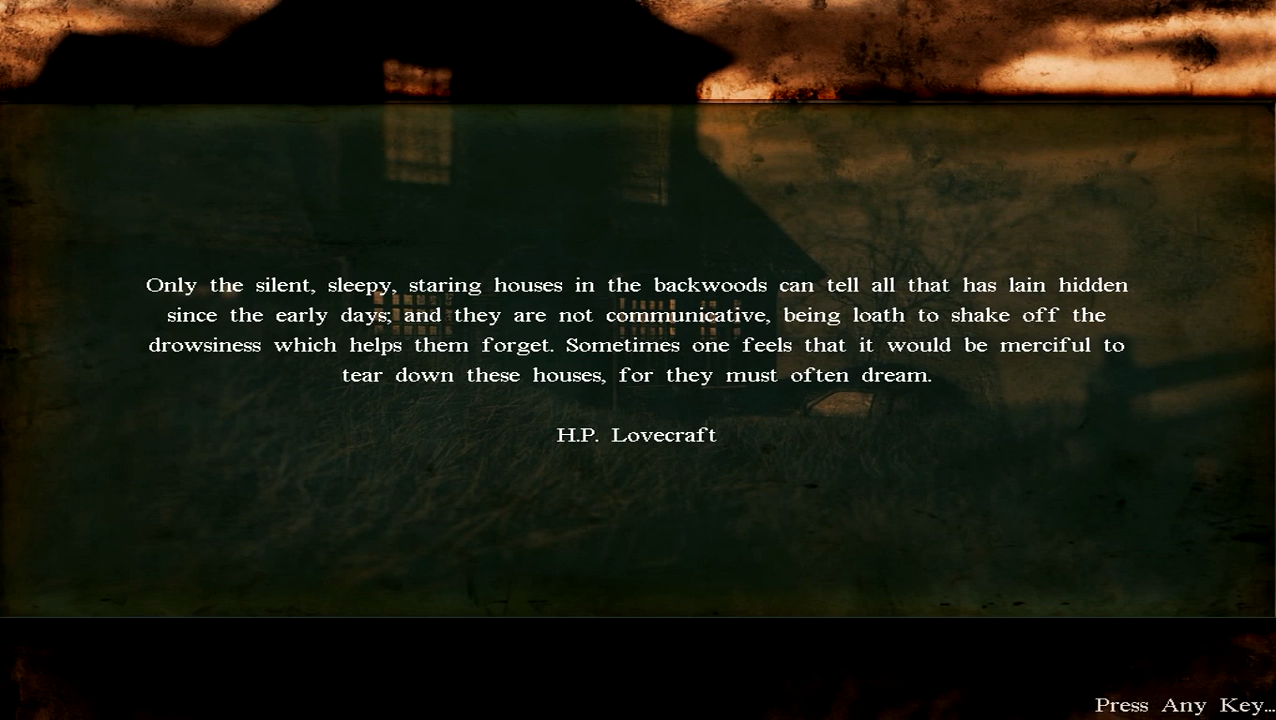 Only the silent, sleepy, staring houses in the backwoods can tell all that has lain hidden
since the early days; and they are not communicative, being loath to shake off the
drowsiness which helps them forget. Sometimes one feels that it would be merciful to
tear down these houses, for they must often dream.
H.P. Lovecraft
Press Any Key...